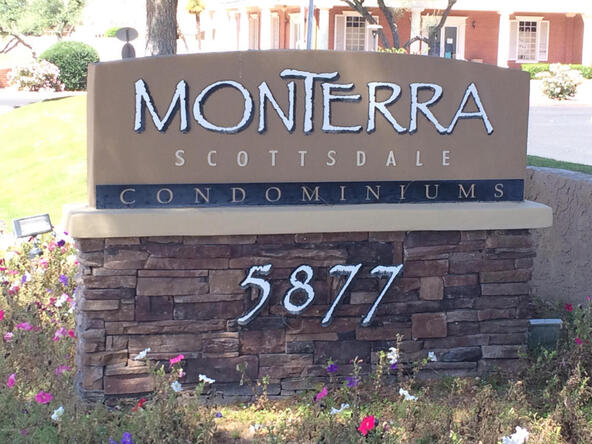 MONTERRA
SCOTTSDALE
CONDOMINIUMS
5877